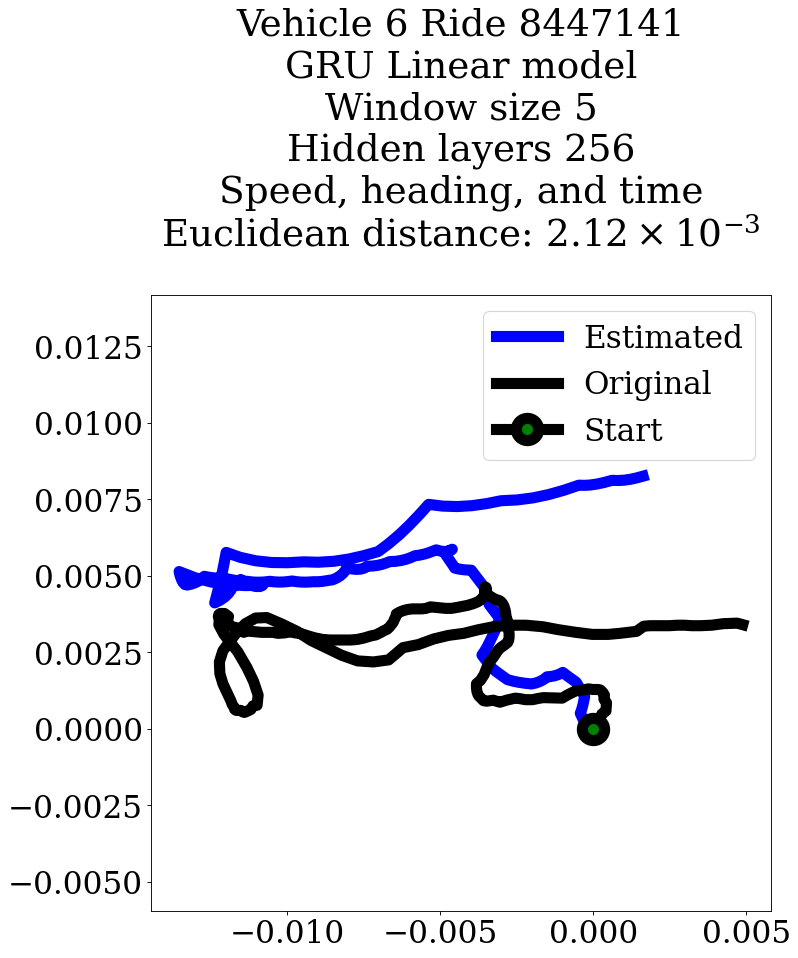 Vehicle 6 Ride 8447141
GRU Linear model
Window size 5
Hidden layers 256
Speed, heading, and time
Euclidean distance: 2.12 × 10⁻³
Estimated
Original
Start
0.0125
0.0100
0.0075
0.0050
0.0025
0.0000
−0.0025
−0.0050
−0.010 −0.005 0.000 0.005